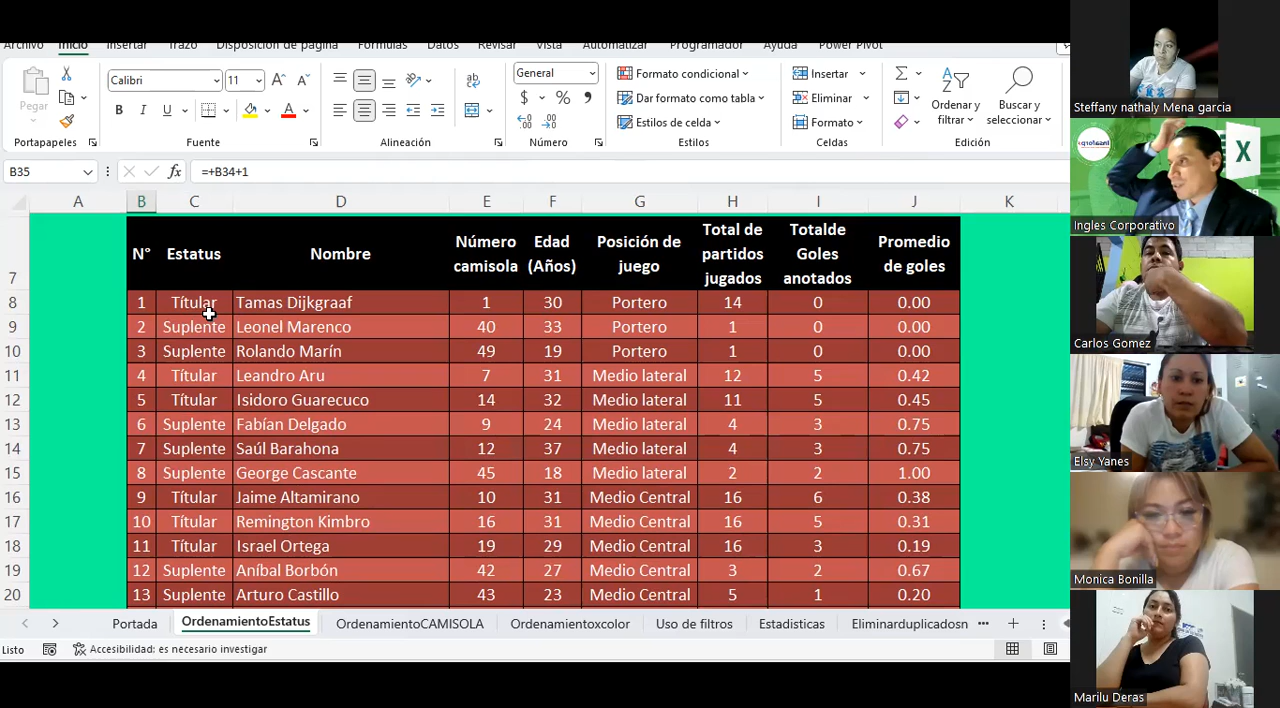 Archivo Inicio Insertar Trazo Disposición de página Fórmulas Datos Revisar Vista Automatizar Programador Ayuda Power Pivot
Pegar
Calibri 11
General
Formato condicional
Dar formato como tabla
Estilos de celda
Insertar
Eliminar
Formato
Ordenar y filtrar
Buscar y seleccionar
Portapapeles Fuente Alineación Número Estilos Celdas Edición
B35 fx =+B34+1
A B C D E F G H I J K
7 N° Estatus Nombre Número camisola Edad (Años) Posición de juego Total de partidos jugados Totalde Goles anotados Promedio de goles
8 1 Títular Tamas Dijkgraaf 1 30 Portero 14 0 0.00
9 2 Suplente Leonel Marenco 40 33 Portero 1 0 0.00
10 3 Suplente Rolando Marín 49 19 Portero 1 0 0.00
11 4 Títular Leandro Aru 7 31 Medio lateral 12 5 0.42
12 5 Títular Isidoro Guarecuco 14 32 Medio lateral 11 5 0.45
13 6 Suplente Fabían Delgado 9 24 Medio lateral 4 3 0.75
14 7 Suplente Saúl Barahona 12 37 Medio lateral 4 3 0.75
15 8 Suplente George Cascante 45 18 Medio lateral 2 2 1.00
16 9 Títular Jaime Altamirano 10 31 Medio Central 16 6 0.38
17 10 Títular Remington Kimbro 16 31 Medio Central 16 5 0.31
18 11 Títular Israel Ortega 19 29 Medio Central 16 3 0.19
19 12 Suplente Aníbal Borbón 42 27 Medio Central 3 2 0.67
20 13 Suplente Arturo Castillo 43 23 Medio Central 5 1 0.20
Portada OrdenamientoEstatus OrdenamientoCAMISOLA Ordenamientoxcolor Uso de filtros Estadisticas Eliminarduplicadosn
Listo Accesibilidad: es necesario investigar
Steffany nathaly Mena garcia
Ingles Corporativo
Carlos Gomez
Elsy Yanes
Monica Bonilla
Marilu Deras